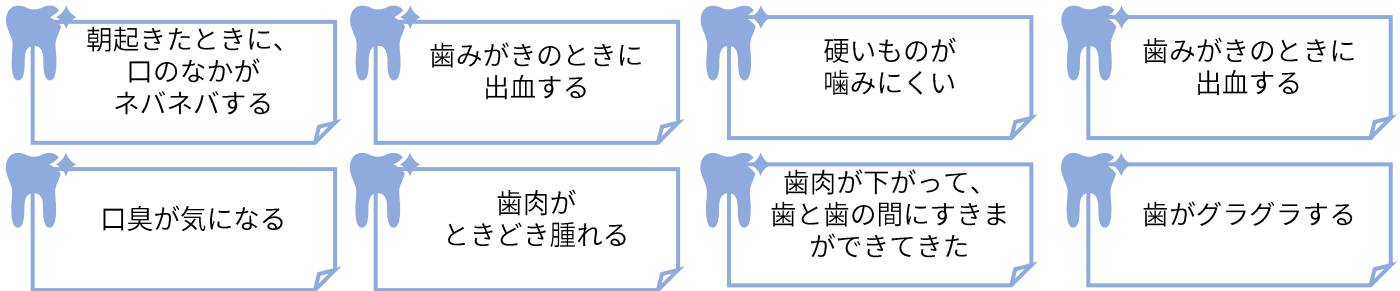 朝起きたときに、
口のなかが
ネバネバする
歯みがきのときに
出血する
硬いものが
噛みにくい
歯みがきのときに
出血する
口臭が気になる
歯肉が
ときどき腫れる
歯肉が下がって、
歯と歯の間にすきま
ができてきた
歯がグラグラする